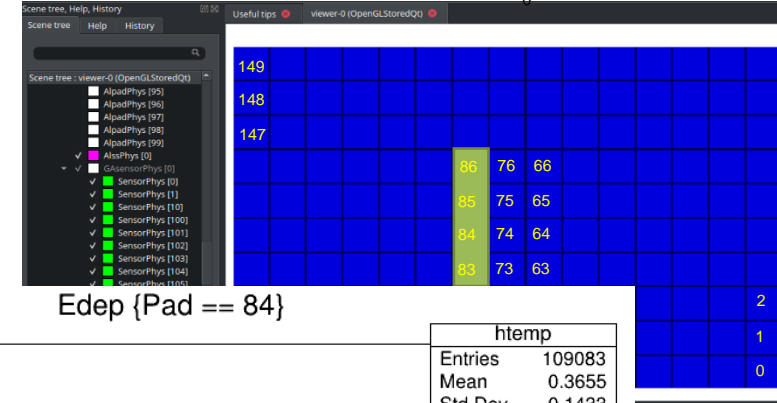 Scene tree, Help, History
Scene tree Help History
Useful tips
viewer-0 (OpenGLStoredQt)
Scene tree : viewer-0 (OpenGLStoredQt)
AlpadPhys [95]
AlpadPhys [96]
AlpadPhys [97]
AlpadPhys [98]
AlpadPhys [99]
AlssPhys [0]
GAsensorPhys [0]
SensorPhys [0]
SensorPhys [1]
SensorPhys [10]
SensorPhys [100]
SensorPhys [101]
SensorPhys [102]
SensorPhys [103]
SensorPhys [104]
SensorPhys [105]
149
148
147
86 76 66
85 75 65
84 74 64
83 73 63
2
1
0
Edep {Pad == 84}
htemp
Entries 109083
Mean 0.3655
Std Dev 0.1433